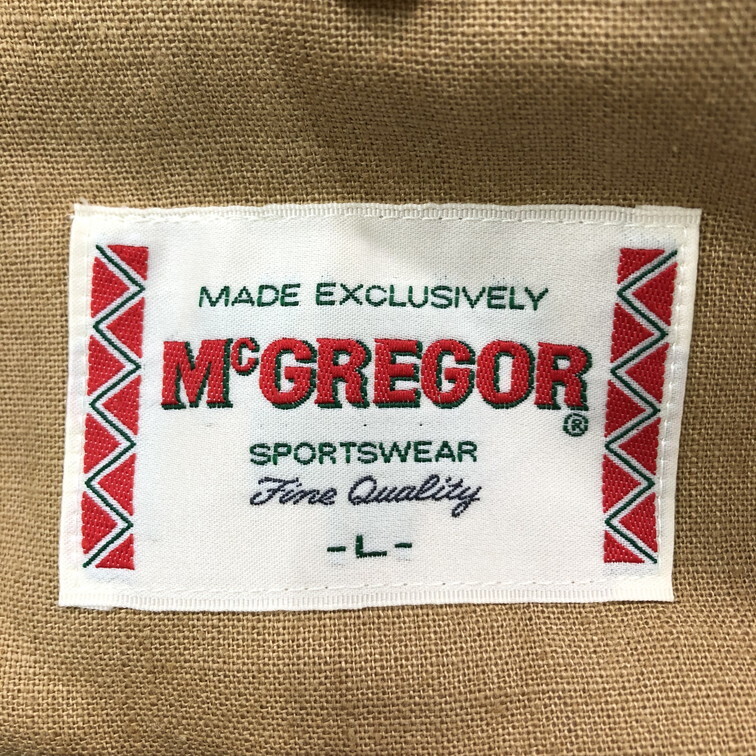 MADE EXCLUSIVELY
McGREGOR®
SPORTSWEAR
Fine Quality
-L-